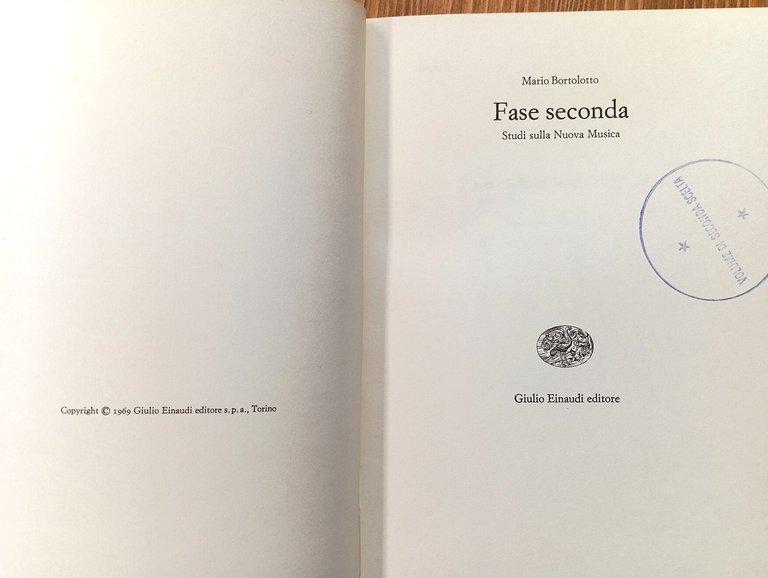 Copyright © 1969 Giulio Einaudi editore s.p.a., Torino
Mario Bortolotto
Fase seconda
Studi sulla Nuova Musica
VOLUME DI SECONDA SCELTA
Giulio Einaudi editore